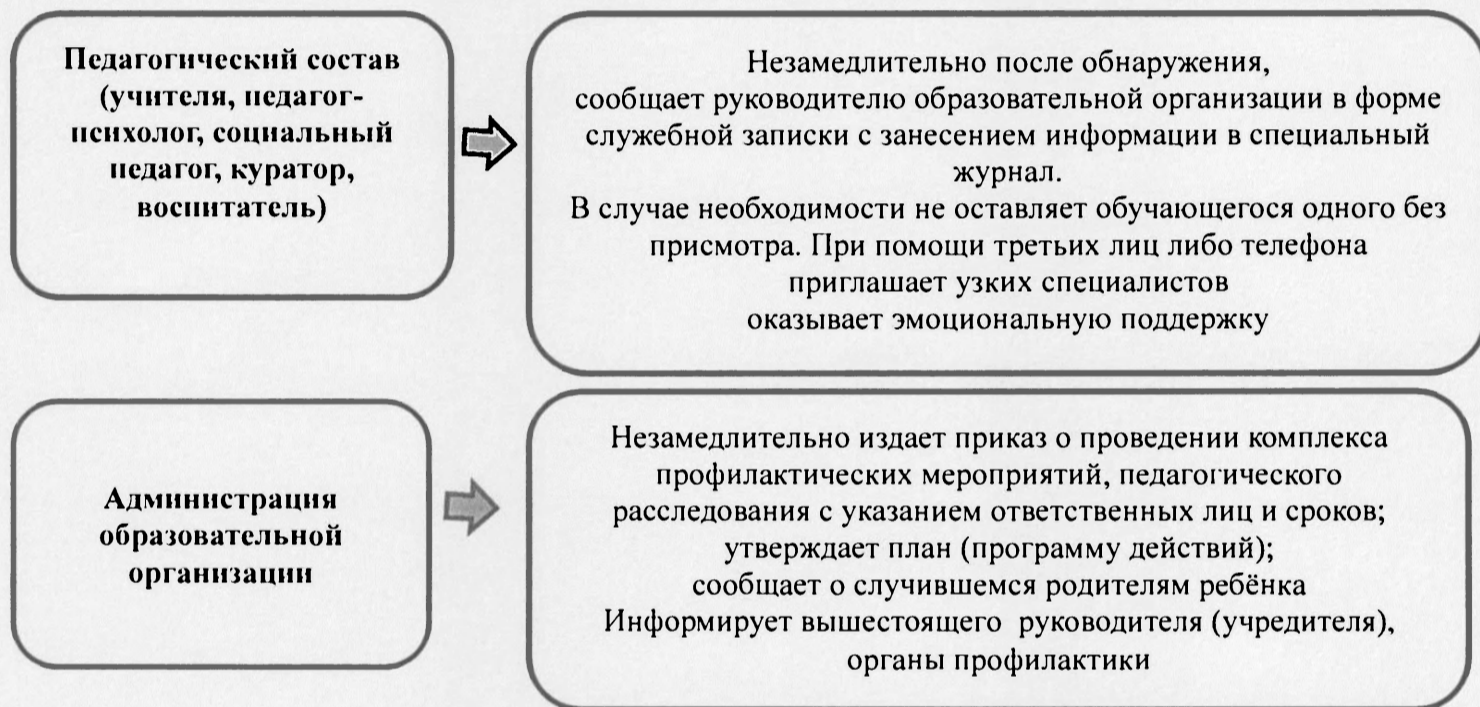 Педагогический состав
(учителя, педагог-
психолог, социальный
педагог, куратор,
воспитатель)
Незамедлительно после обнаружения,
сообщает руководителю образовательной организации в форме
служебной записки с занесением информации в специальный
журнал.
В случае необходимости не оставляет обучающегося одного без
присмотра. При помощи третьих лиц либо телефона
приглашает узких специалистов
оказывает эмоциональную поддержку
Администрация
образовательной
организации
Незамедлительно издает приказ о проведении комплекса
профилактических мероприятий, педагогического
расследования с указанием ответственных лиц и сроков;
утверждает план (программу действий);
сообщает о случившемся родителям ребёнка
Информирует вышестоящего руководителя (учредителя),
органы профилактики